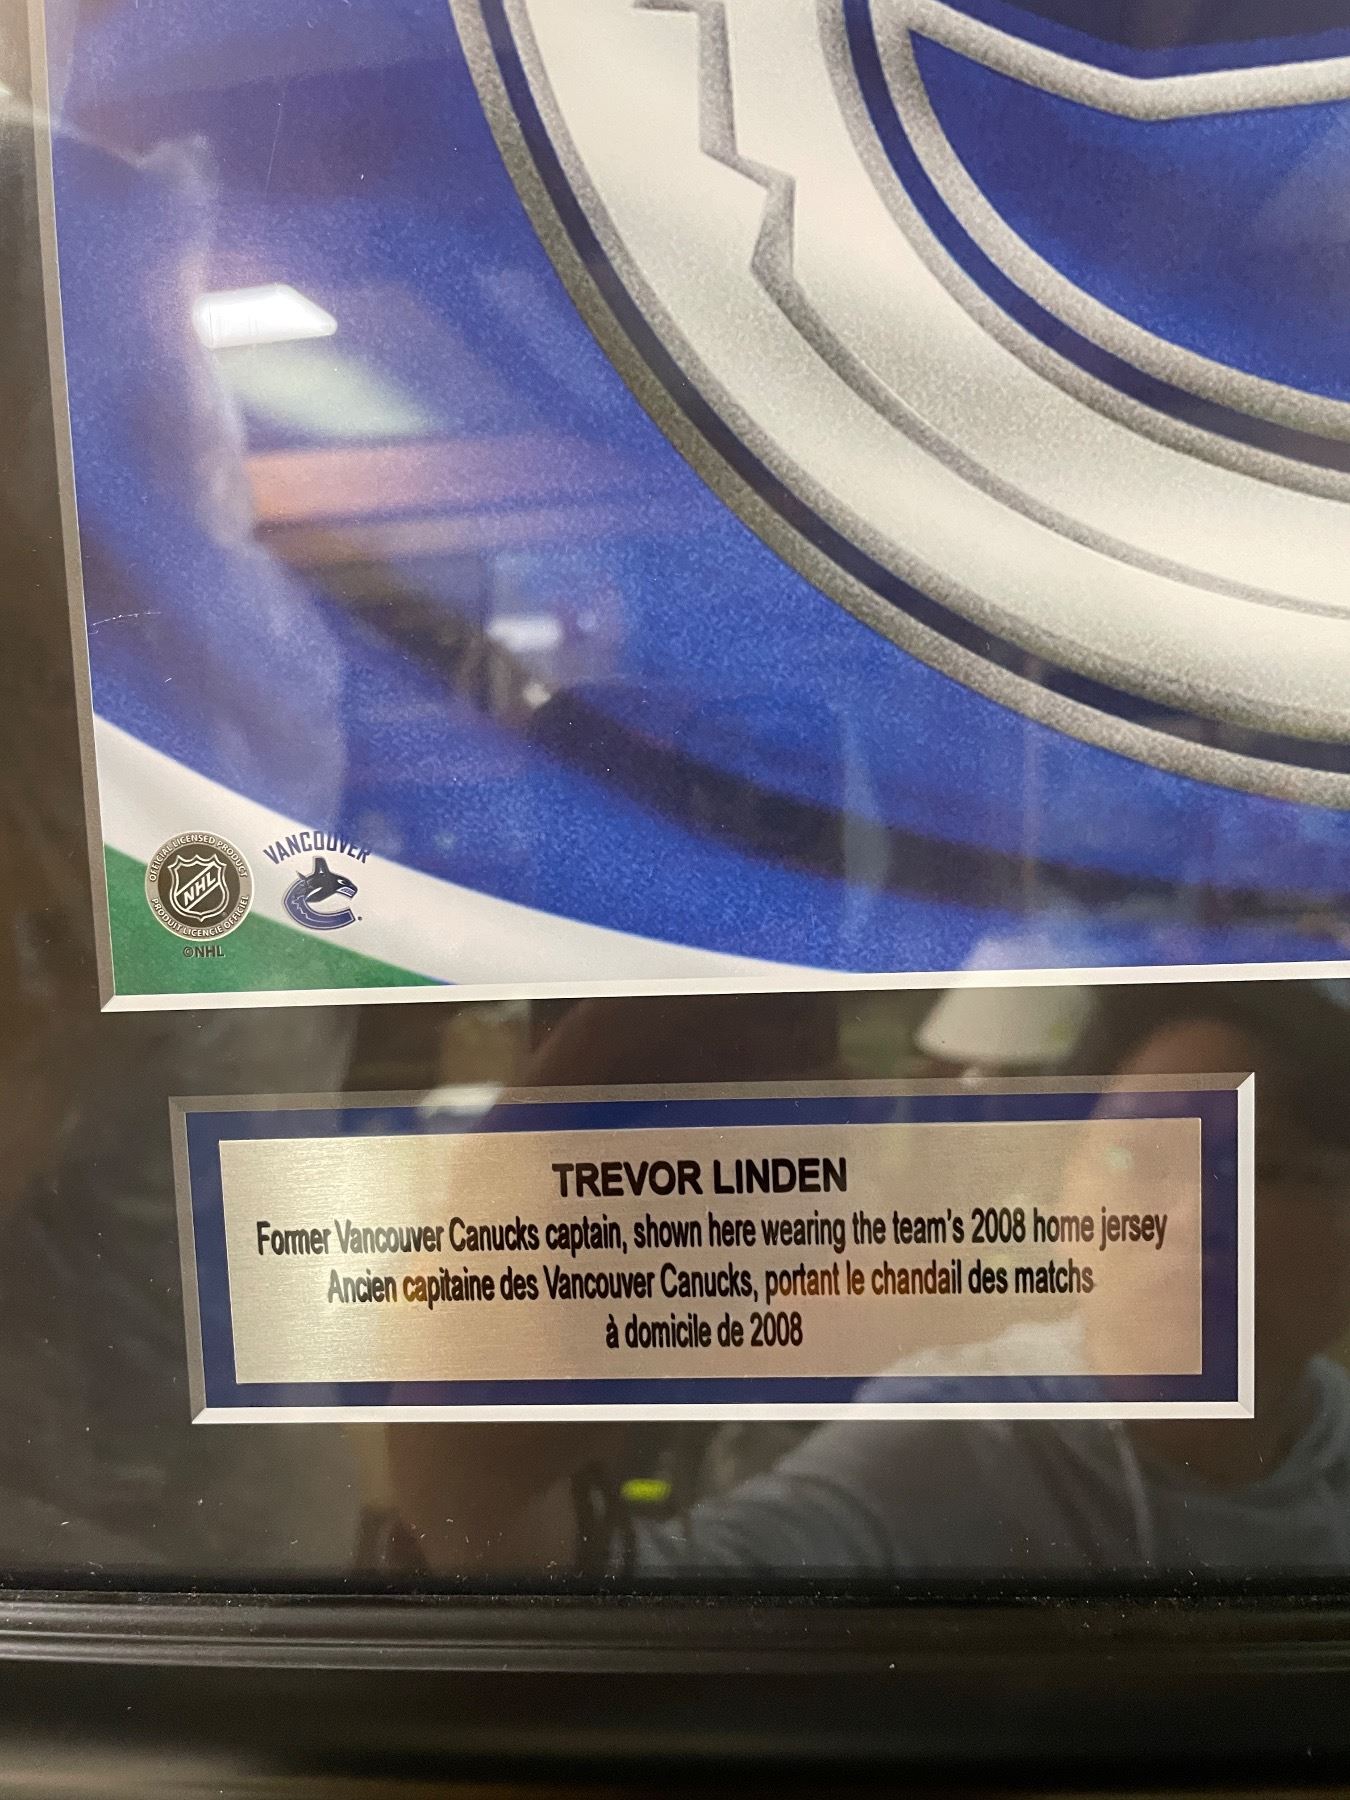 VANCOUVER
OFFICIAL LICENSED PRODUCT
NHL
PRODUIT LICENCIÉ OFFICIEL
©NHL
TREVOR LINDEN
Former Vancouver Canucks captain, shown here wearing the team's 2008 home jersey
Ancien capitaine des Vancouver Canucks, portant le chandail des matchs
à domicile de 2008